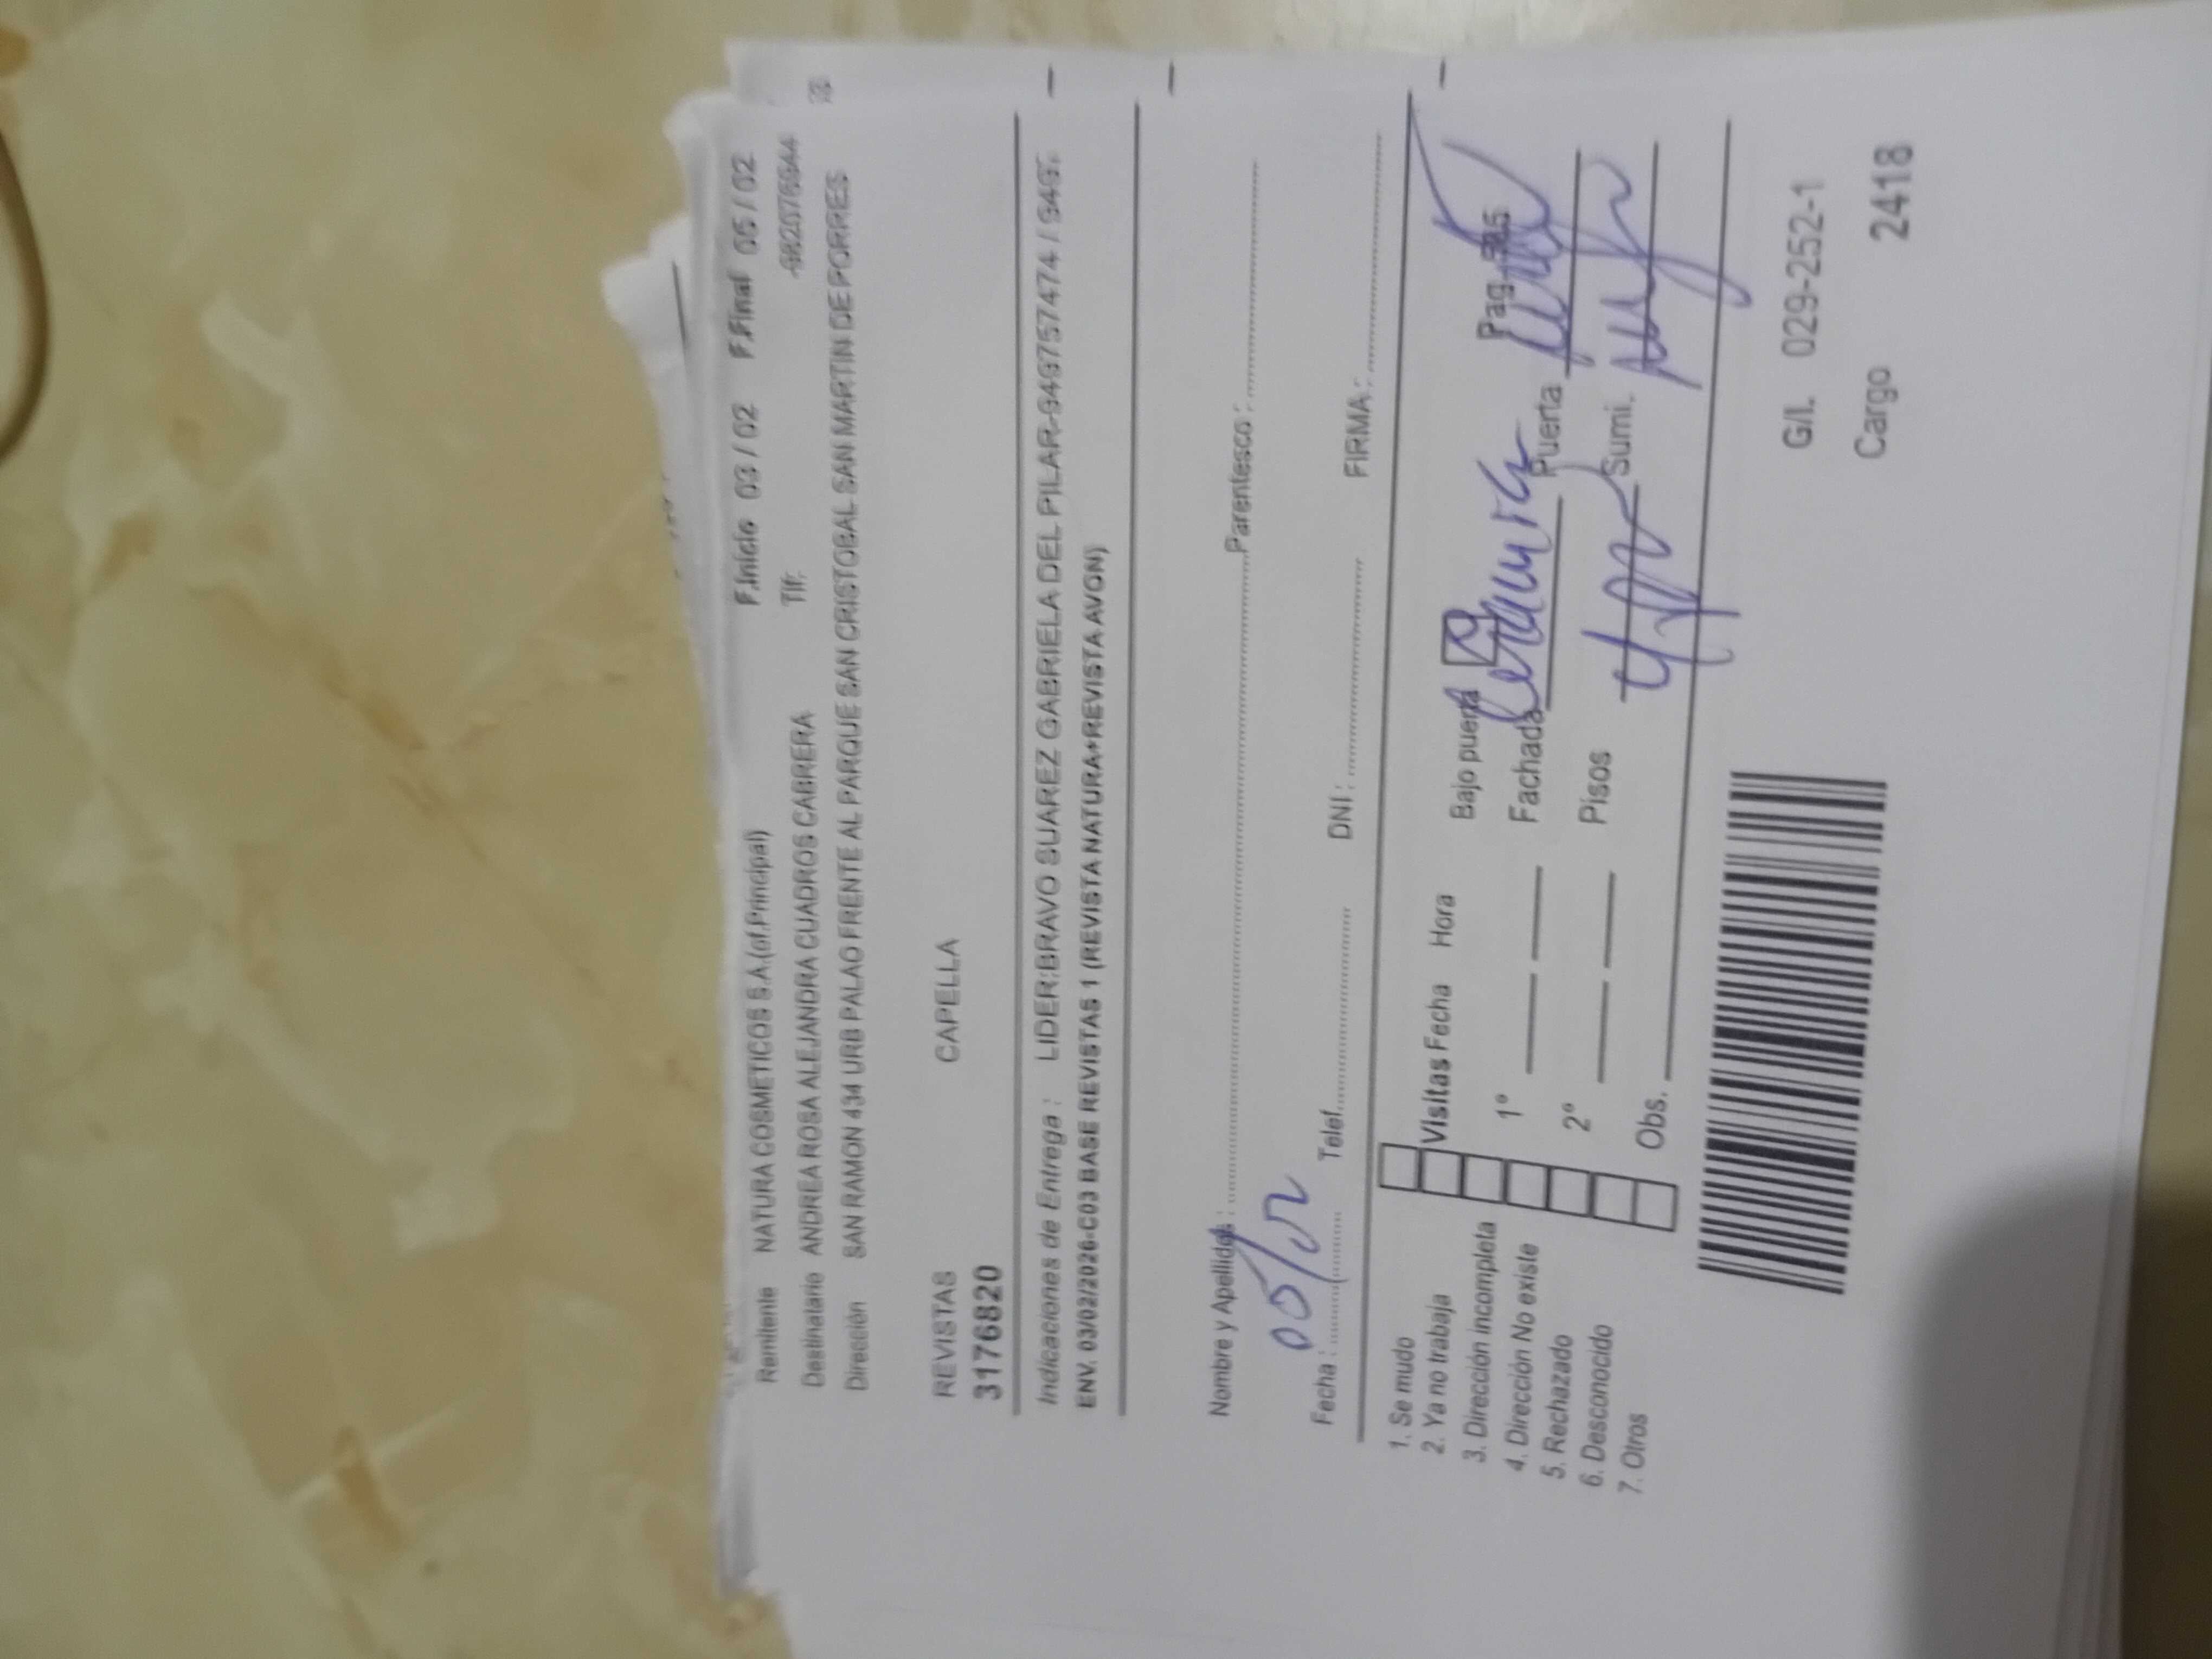 Remitente NATURA COSMETICOS S.A.(of.Principal) F.Inicio 03 / 02 F.Final 05 / 02
Destinatario ANDREA ROSA ALEJANDRA CUADROS CABRERA Tlf:
Dirección SAN RAMON 434 URB PALAO FRENTE AL PARQUE SAN CRISTOBAL SAN MARTIN DE PORRES
REVISTAS CAPELLA
3176820
Indicaciones de Entrega : LIDER:BRAVO SUAREZ GABRIELA DEL PILAR-949757474 / 949.
ENV. 03/02/2026-C03 BASE REVISTAS 1 (REVISTA NATURA+REVISTA AVON)
Nombre y Apellidos : Parentesco :
Fecha : Telef. DNI : FIRMA :
1. Se mudo
2. Ya no trabaja
3. Dirección incompleta
4. Dirección No existe
5. Rechazado
6. Desconocido
7. Otros
Visitas Fecha Hora Bajo puerta Pag.
1° Fachada Puerta
2° Pisos Sumi.
Obs.
G/L 029-252-1
Cargo 2418